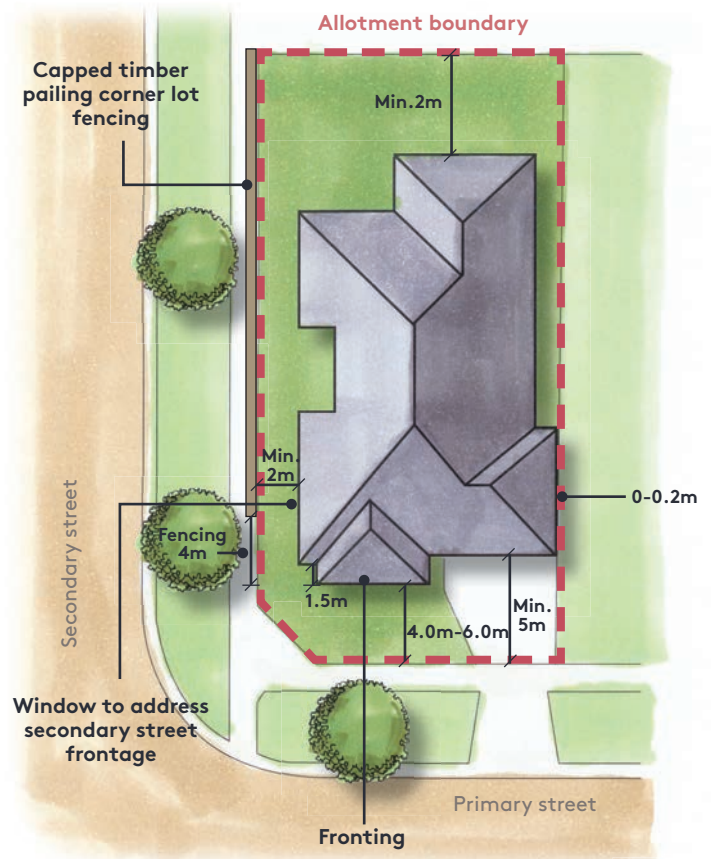 Allotment boundary
Capped timber
pailing corner lot
fencing
Min.2m
Min.
2m
0-0.2m
Secondary street
Fencing
4m
1.5m
4.0m-6.0m
Min.
5m
Window to address
secondary street
frontage
Primary street
Fronting